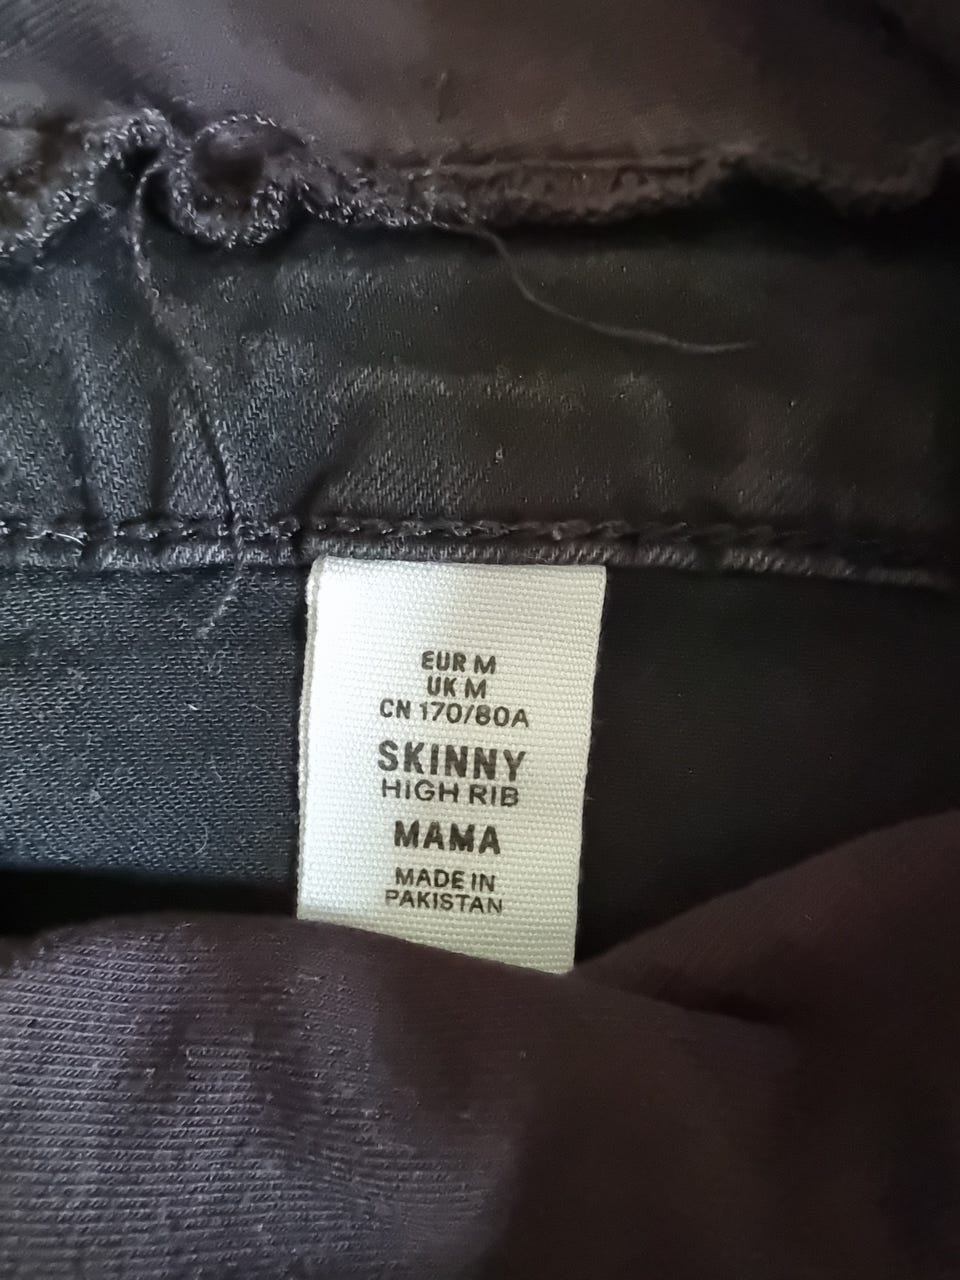 EUR M
UK M
CN 170/80A
SKINNY
HIGH RIB
MAMA
MADE IN
PAKISTAN